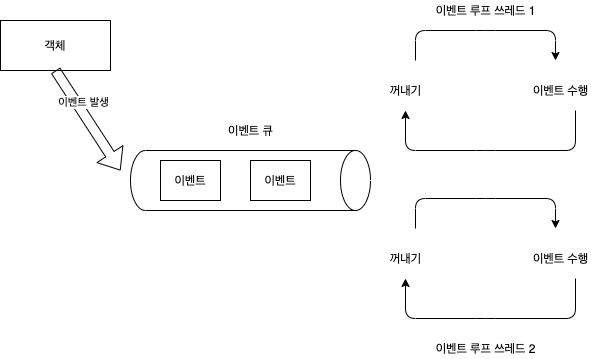 이벤트 루프 쓰레드 1
객체
꺼내기
이벤트 수행
이벤트 발생
이벤트 큐
이벤트
이벤트
꺼내기
이벤트 수행
이벤트 루프 쓰레드 2